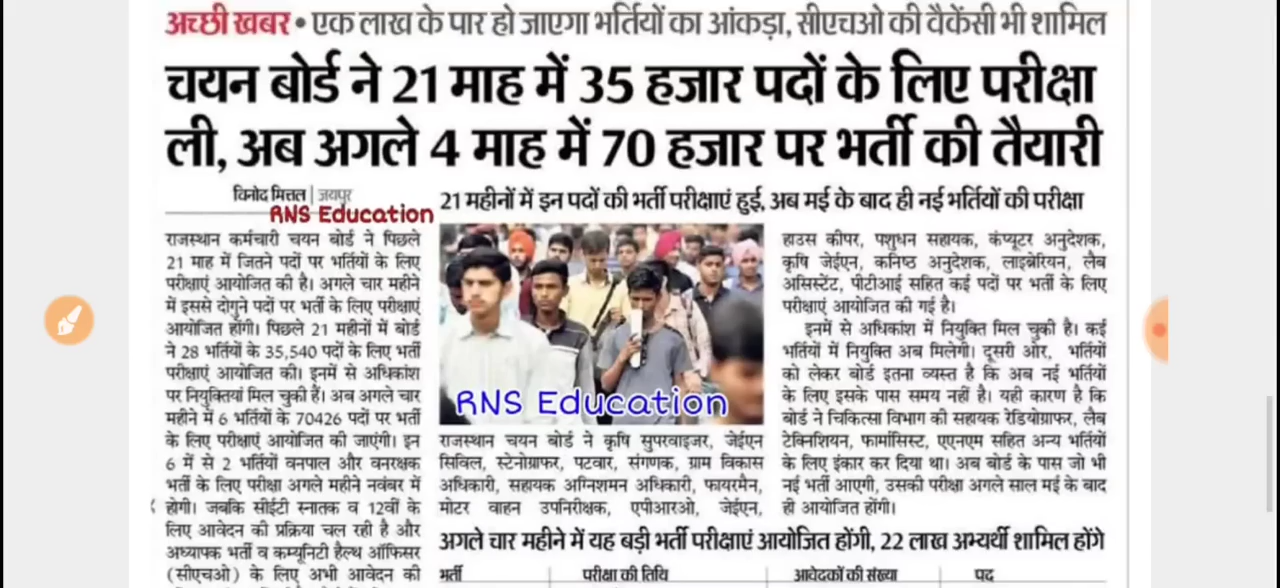 अच्छी खबर • एक लाख के पार हो जाएगा भर्तियों का आंकड़ा, सीएचओ की वैकेंसी भी शामिल
चयन बोर्ड ने 21 माह में 35 हजार पदों के लिए परीक्षा
ली, अब अगले 4 माह में 70 हजार पर भर्ती की तैयारी
विनोद मित्तल | जयपुर
RNS Education
राजस्थान कर्मचारी चयन बोर्ड ने पिछले
21 माह में जितने पदों पर भर्तियों के लिए
परीक्षाएं आयोजित की है। अगले चार महीने
में इससे दोगुने पदों पर भर्ती के लिए परीक्षाएं
आयोजित होंगी। पिछले 21 महीनों में बोर्ड
ने 28 भर्तियों के 35,540 पदों के लिए भर्ती
परीक्षाएं आयोजित की। इनमें से अधिकांश
पर नियुक्तियां मिल चुकी हैं। अब अगले चार
महीने में 6 भर्तियों के 70426 पदों पर भर्ती
के लिए परीक्षाएं आयोजित की जाएंगी। इन
6 में से 2 भर्तियों वनपाल और वनरक्षक
भर्ती के लिए परीक्षा अगले महीने नवंबर में
होगी। जबकि सीईटी स्नातक व 12वीं के
लिए आवेदन की प्रक्रिया चल रही है और
अध्यापक भर्ती व कम्युनिटी हैल्थ ऑफिसर
(सीएचओ) के लिए अभी आवेदन की
21 महीनों में इन पदों की भर्ती परीक्षाएं हुई, अब मई के बाद ही नई भर्तियों की परीक्षा
RNS Education
राजस्थान चयन बोर्ड ने कृषि सुपरवाइजर, जेईएन
सिविल, स्टेनोग्राफर, पटवार, संगणक, ग्राम विकास
अधिकारी, सहायक अग्निशमन अधिकारी, फायरमैन,
मोटर वाहन उपनिरीक्षक, एपीआरओ, जेईएन,
हाउस कीपर, पशुधन सहायक, कंप्यूटर अनुदेशक,
कृषि जेईएन, कनिष्ठ अनुदेशक, लाइब्रेरियन, लैब
असिस्टेंट, पीटीआई सहित कई पदों पर भर्ती के लिए
परीक्षाएं आयोजित की गई है।
इनमें से अधिकांश में नियुक्ति मिल चुकी है। कई
भर्तियों में नियुक्ति अब मिलेगी। दूसरी ओर, भर्तियों
को लेकर बोर्ड इतना व्यस्त है कि अब नई भर्तियों
के लिए इसके पास समय नहीं है। यही कारण है कि
बोर्ड ने चिकित्सा विभाग की सहायक रेडियोग्राफर, लैब
टेक्निशियन, फार्मासिस्ट, एएनएम सहित अन्य भर्तियों
के लिए इंकार कर दिया था। अब बोर्ड के पास जो भी
नई भर्ती आएगी, उसकी परीक्षा अगले साल मई के बाद
ही आयोजित होंगी।
अगले चार महीने में यह बड़ी भर्ती परीक्षाएं आयोजित होंगी, 22 लाख अभ्यर्थी शामिल होंगे
भर्ती परीक्षा की तिथि आवेदकों की संख्या पद